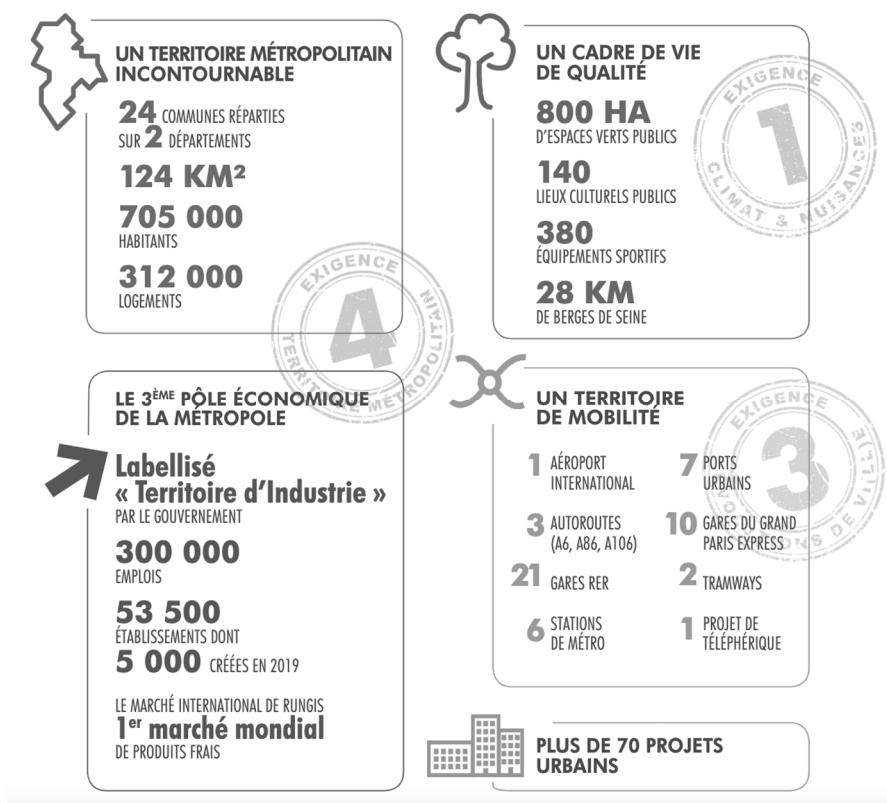 UN TERRITOIRE MÉTROPOLITAIN
INCONTOURNABLE
24 COMMUNES RÉPARTIES
SUR 2 DÉPARTEMENTS
124 KM²
705 000
HABITANTS
312 000
LOGEMENTS
EXIGENCE
4
TERRITOIRE MÉTROPOLITAIN
UN CADRE DE VIE
DE QUALITÉ
800 HA
D'ESPACES VERTS PUBLICS
140
LIEUX CULTURELS PUBLICS
380
ÉQUIPEMENTS SPORTIFS
28 KM
DE BERGES DE SEINE
EXIGENCE
1
CLIMAT & NUISANCES
LE 3ÈME PÔLE ÉCONOMIQUE
DE LA MÉTROPOLE
Labellisé
« Territoire d'Industrie »
PAR LE GOUVERNEMENT
300 000
EMPLOIS
53 500
ÉTABLISSEMENTS DONT
5 000 CRÉÉES EN 2019
LE MARCHÉ INTERNATIONAL DE RUNGIS
1er marché mondial
DE PRODUITS FRAIS
UN TERRITOIRE
DE MOBILITÉ
1 AÉROPORT
INTERNATIONAL
3 AUTOROUTES
(A6, A86, A106)
21 GARES RER
6 STATIONS
DE MÉTRO
7 PORTS
URBAINS
10 GARES DU GRAND
PARIS EXPRESS
2 TRAMWAYS
1 PROJET DE
TÉLÉPHÉRIQUE
EXIGENCE
3
DE
PLUS DE 70 PROJETS
URBAINS